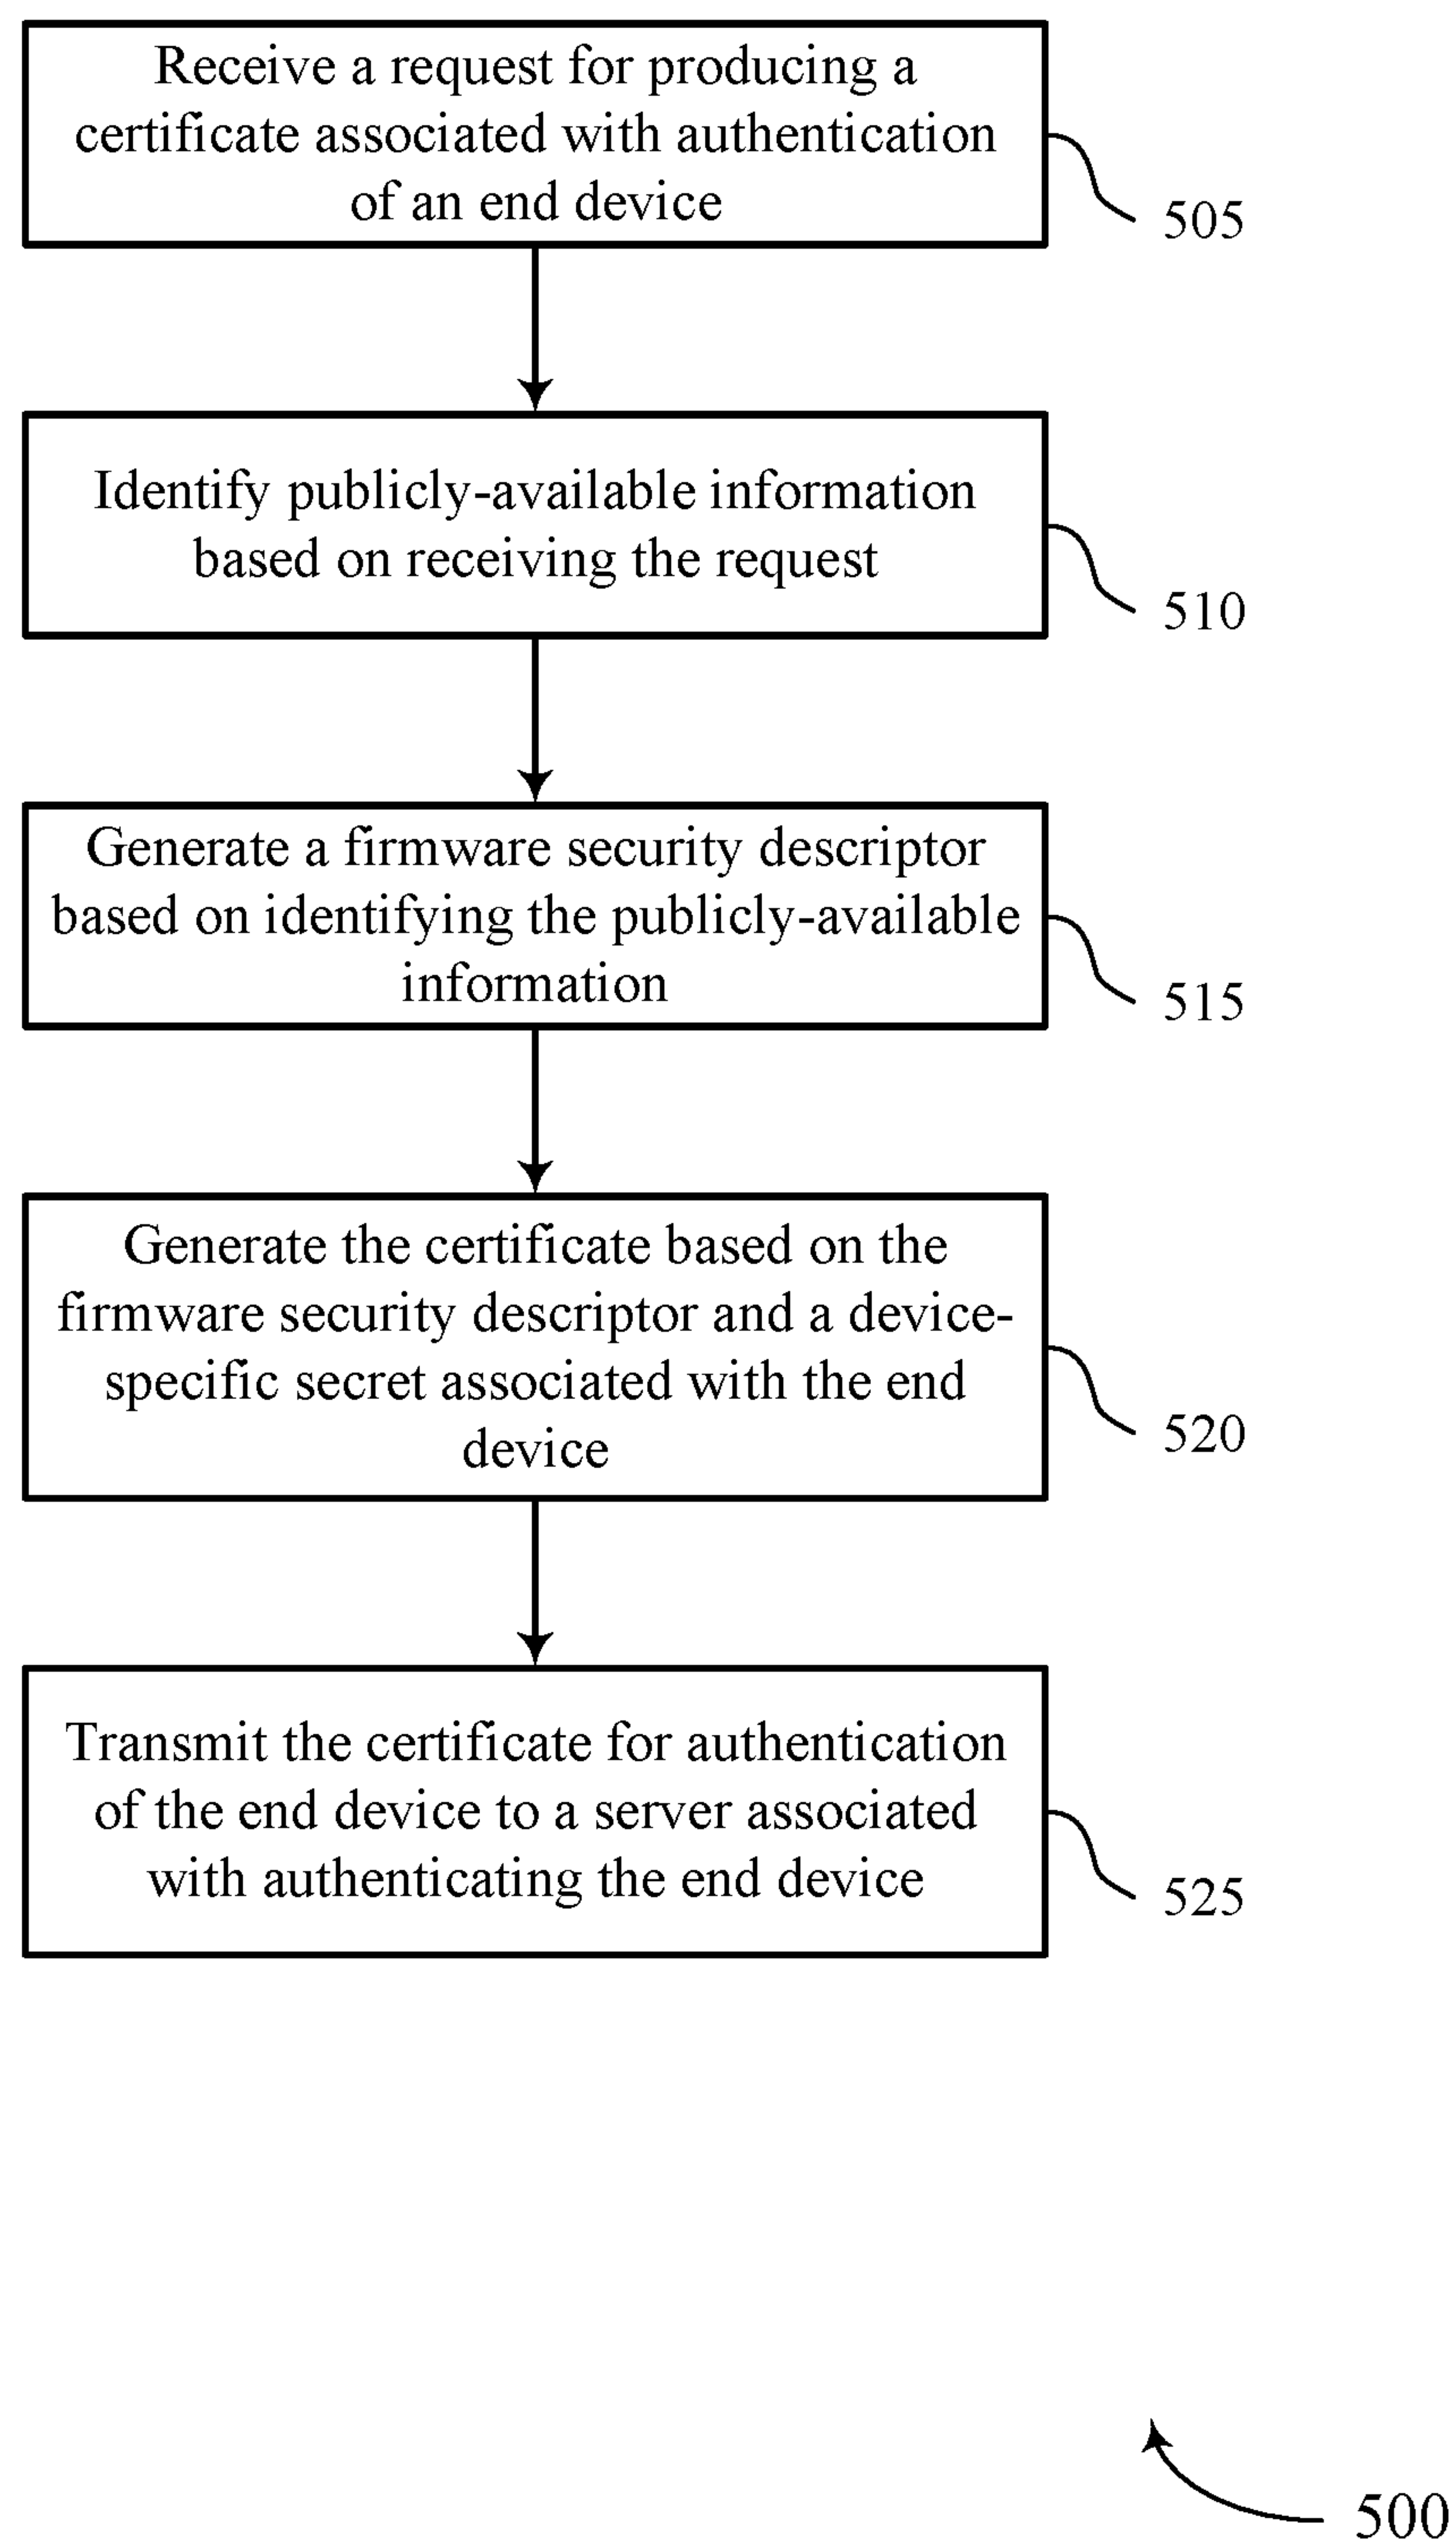 Receive a request for producing a
certificate associated with authentication
of an end device
505
Identify publicly-available information
based on receiving the request
510
Generate a firmware security descriptor
based on identifying the publicly-available
information
515
Generate the certificate based on the
firmware security descriptor and a device-
specific secret associated with the end
device
520
Transmit the certificate for authentication
of the end device to a server associated
with authenticating the end device
525
500